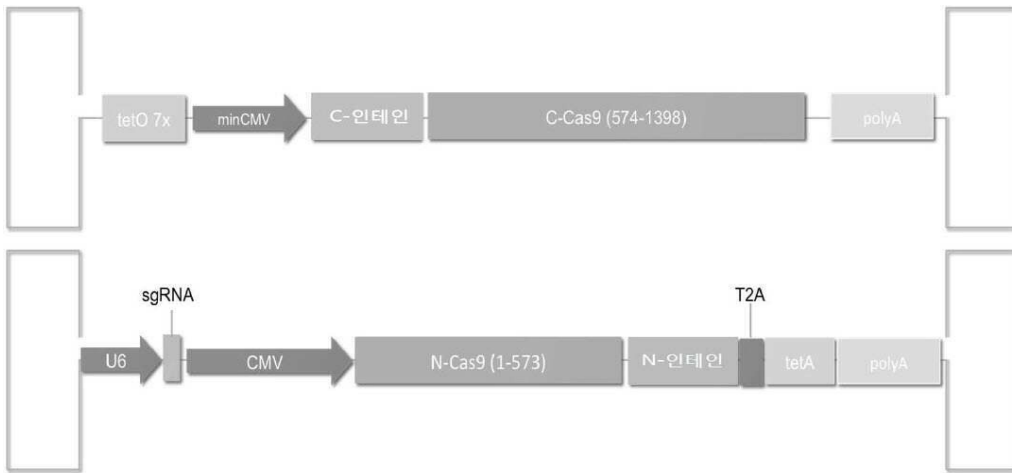 tetO 7x
minCMV
C-인테인
C-Cas9 (574-1398)
polyA
sgRNA
T2A
U6
CMV
N-Cas9 (1-573)
N-인테인
tetA
polyA